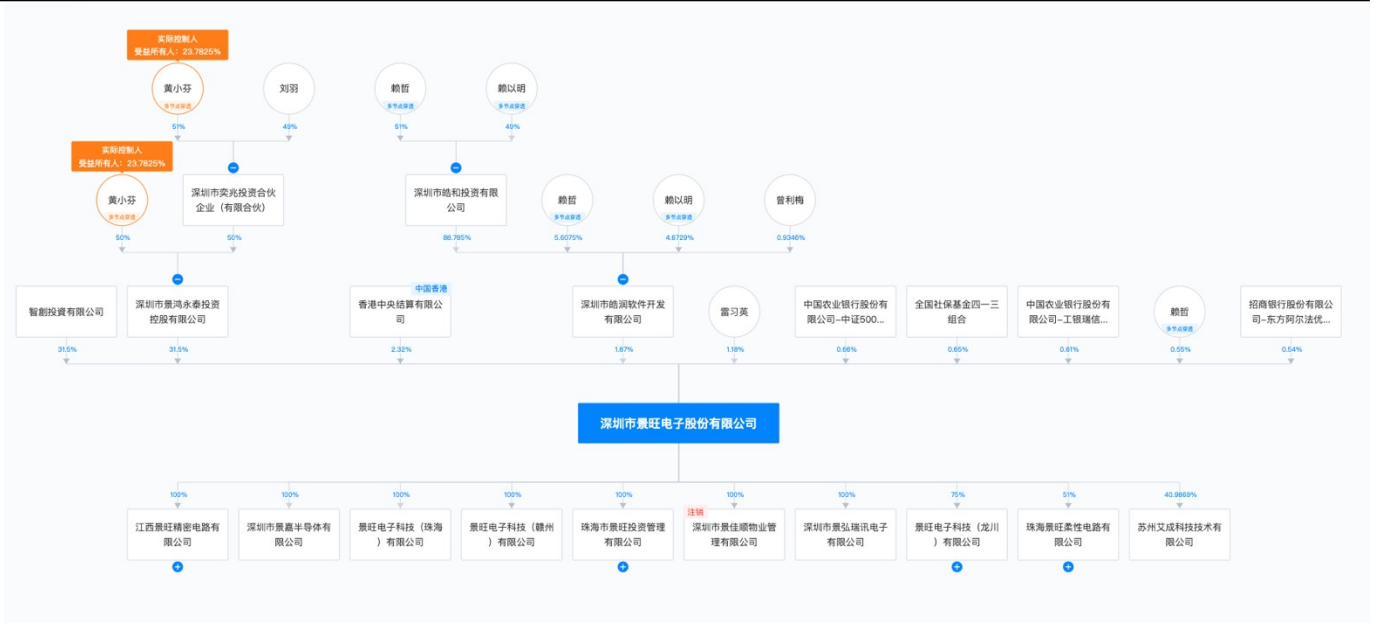 实际控制人
受益所有人：23.7825%
黄小芬
多节点穿透
刘羽
赖哲
多节点穿透
赖以明
多节点穿透
51%
49%
51%
49%
实际控制人
受益所有人：23.7825%
黄小芬
多节点穿透
深圳市奕兆投资合伙
企业（有限合伙）
深圳市皓和投资有限
公司
赖哲
多节点穿透
赖以明
多节点穿透
曾利梅
50%
50%
86.785%
5.6075%
4.6729%
0.9346%
智創投資有限公司
深圳市景鸿永泰投资
控股有限公司
中国香港
香港中央结算有限公
司
深圳市皓润软件开发
有限公司
雷习英
中国农业银行股份有
限公司–中证500...
全国社保基金四一三
组合
中国农业银行股份有
限公司–工银瑞信...
赖哲
多节点穿透
招商银行股份有限公
司–东方阿尔法优...
31.5%
31.5%
2.32%
1.67%
1.18%
0.66%
0.65%
0.61%
0.55%
0.54%
深圳市景旺电子股份有限公司
100%
100%
100%
100%
100%
100%
100%
75%
51%
40.9869%
江西景旺精密电路有
限公司
深圳市景嘉半导体有
限公司
景旺电子科技（珠海
）有限公司
景旺电子科技（赣州
）有限公司
珠海市景旺投资管理
有限公司
注销
深圳市景佳顺物业管
理有限公司
深圳市景弘瑞讯电子
有限公司
景旺电子科技（龙川
）有限公司
珠海景旺柔性电路有
限公司
苏州艾成科技技术有
限公司